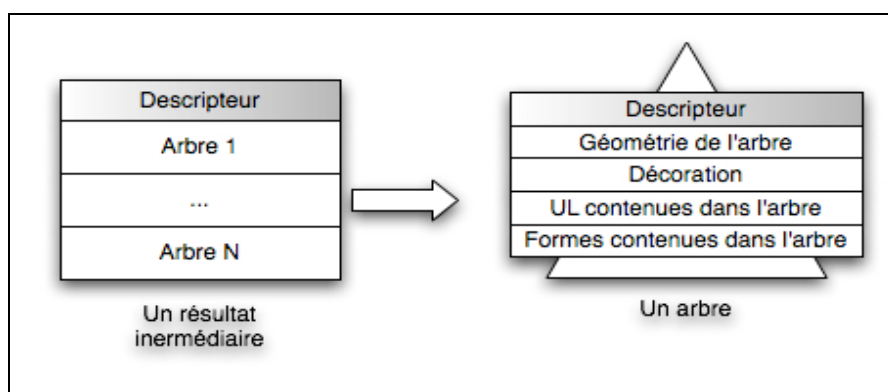 Descripteur
Arbre 1
...
Arbre N
Un résultat
inermédiaire
Descripteur
Géométrie de l'arbre
Décoration
UL contenues dans l'arbre
Formes contenues dans l'arbre
Un arbre